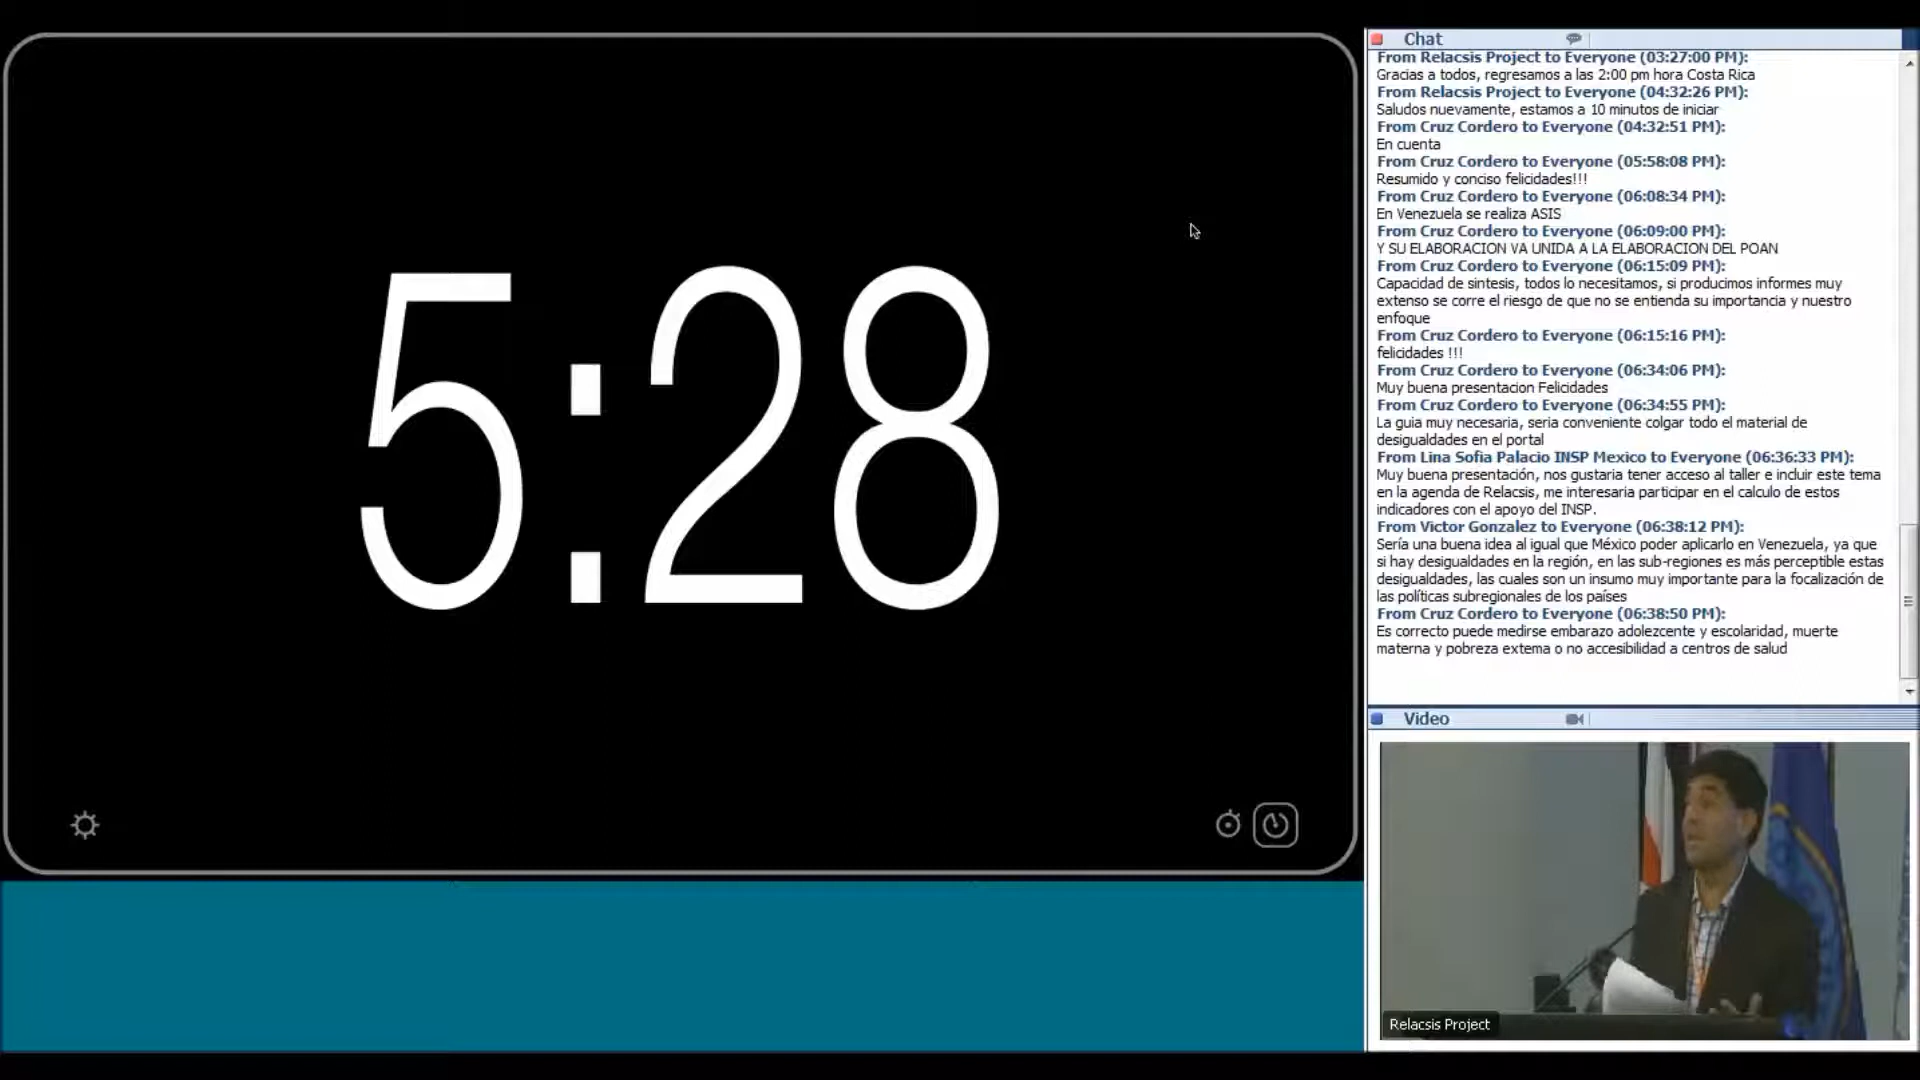 5:28
Chat
From Relacsis Project to Everyone (03:27:00 PM):
Gracias a todos, regresamos a las 2:00 pm hora Costa Rica
From Relacsis Project to Everyone (04:32:26 PM):
Saludos nuevamente, estamos a 10 minutos de iniciar
From Cruz Cordero to Everyone (04:32:51 PM):
En cuenta
From Cruz Cordero to Everyone (05:58:08 PM):
Resumido y conciso felicidades!!!
From Cruz Cordero to Everyone (06:08:34 PM):
En Venezuela se realiza ASIS
From Cruz Cordero to Everyone (06:09:00 PM):
Y SU ELABORACION VA UNIDA A LA ELABORACION DEL POAN
From Cruz Cordero to Everyone (06:15:09 PM):
Capacidad de sintesis, todos lo necesitamos, si producimos informes muy
extenso se corre el riesgo de que no se entienda su importancia y nuestro
enfoque
From Cruz Cordero to Everyone (06:15:16 PM):
felicidades !!!
From Cruz Cordero to Everyone (06:34:06 PM):
Muy buena presentacion Felicidades
From Cruz Cordero to Everyone (06:34:55 PM):
La guia muy necesaria, seria conveniente colgar todo el material de
desigualdades en el portal
From Lina Sofia Palacio INSP Mexico to Everyone (06:36:33 PM):
Muy buena presentación, nos gustaria tener acceso al taller e incluir este tema
en la agenda de Relacsis, me interesaria participar en el calculo de estos
indicadores con el apoyo del INSP.
From Victor Gonzalez to Everyone (06:38:12 PM):
Sería una buena idea al igual que México poder aplicarlo en Venezuela, ya que
si hay desigualdades en la región, en las sub-regiones es más perceptible estas
desigualdades, las cuales son un insumo muy importante para la focalización de
las políticas subregionales de los países
From Cruz Cordero to Everyone (06:38:50 PM):
Es correcto puede medirse embarazo adolezcente y escolaridad, muerte
materna y pobreza extema o no accesibilidad a centros de salud
Video
Relacsis Project